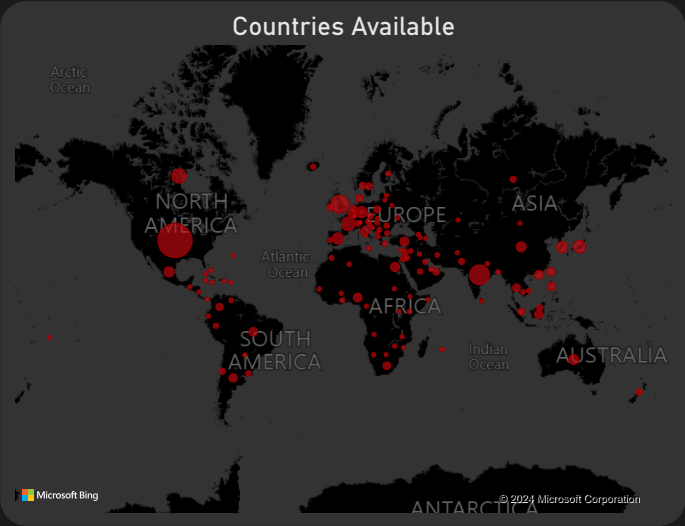 Countries Available
Arctic
Ocean
NORTH
AMERICA
EUROPE
ASIA
Atlantic
Ocean
AFRICA
SOUTH
AMERICA
Indian
Ocean
AUSTRALIA
Microsoft Bing
© 2024 Microsoft Corporation
ANTARCTICA